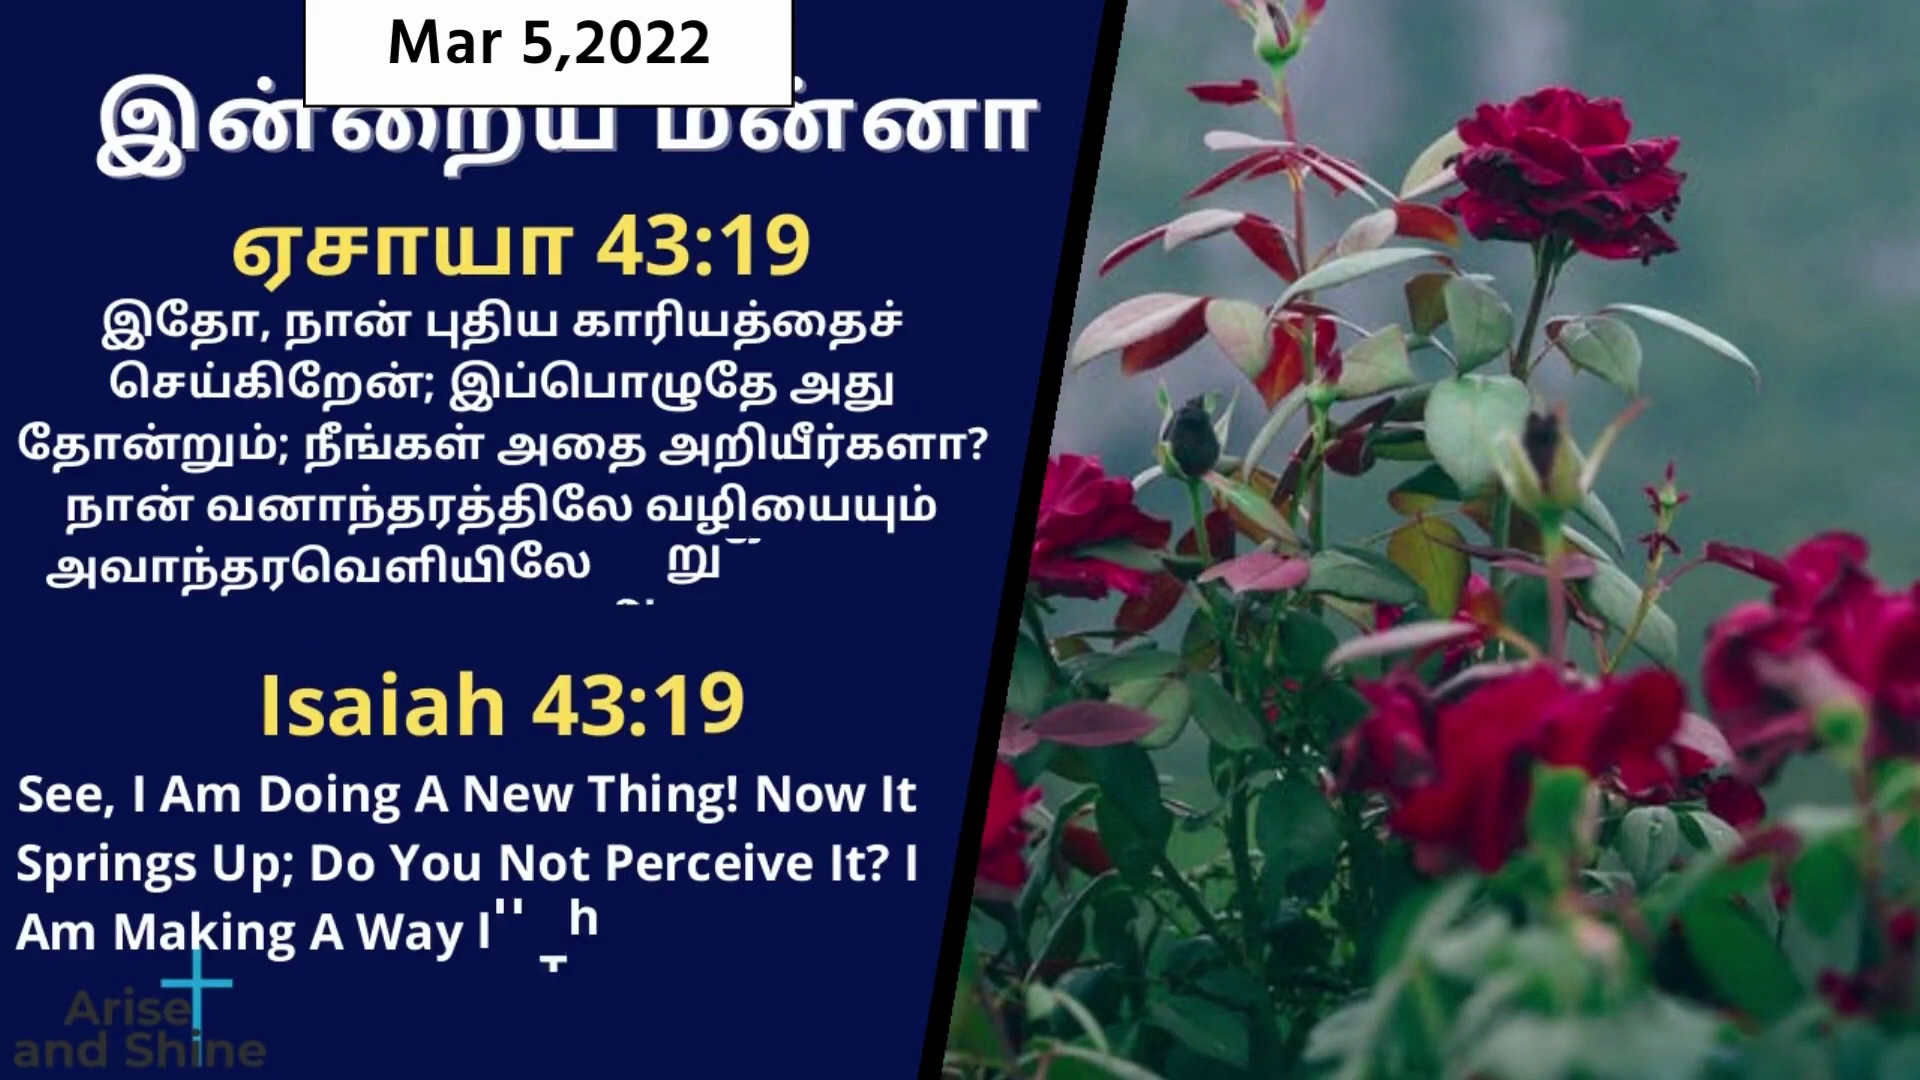 Mar 5,2022
இன்றைய மன்னா
ஏசாயா 43:19
இதோ, நான் புதிய காரியத்தைச்
செய்கிறேன்; இப்பொழுதே அது
தோன்றும்; நீங்கள் அதை அறியீர்களா?
நான் வனாந்தரத்திலே வழியையும்
அவாந்தரவெளியிலே
Isaiah 43:19
See, I Am Doing A New Thing! Now It
Springs Up; Do You Not Perceive It? I
Am Making A Way
Arise
and Shine